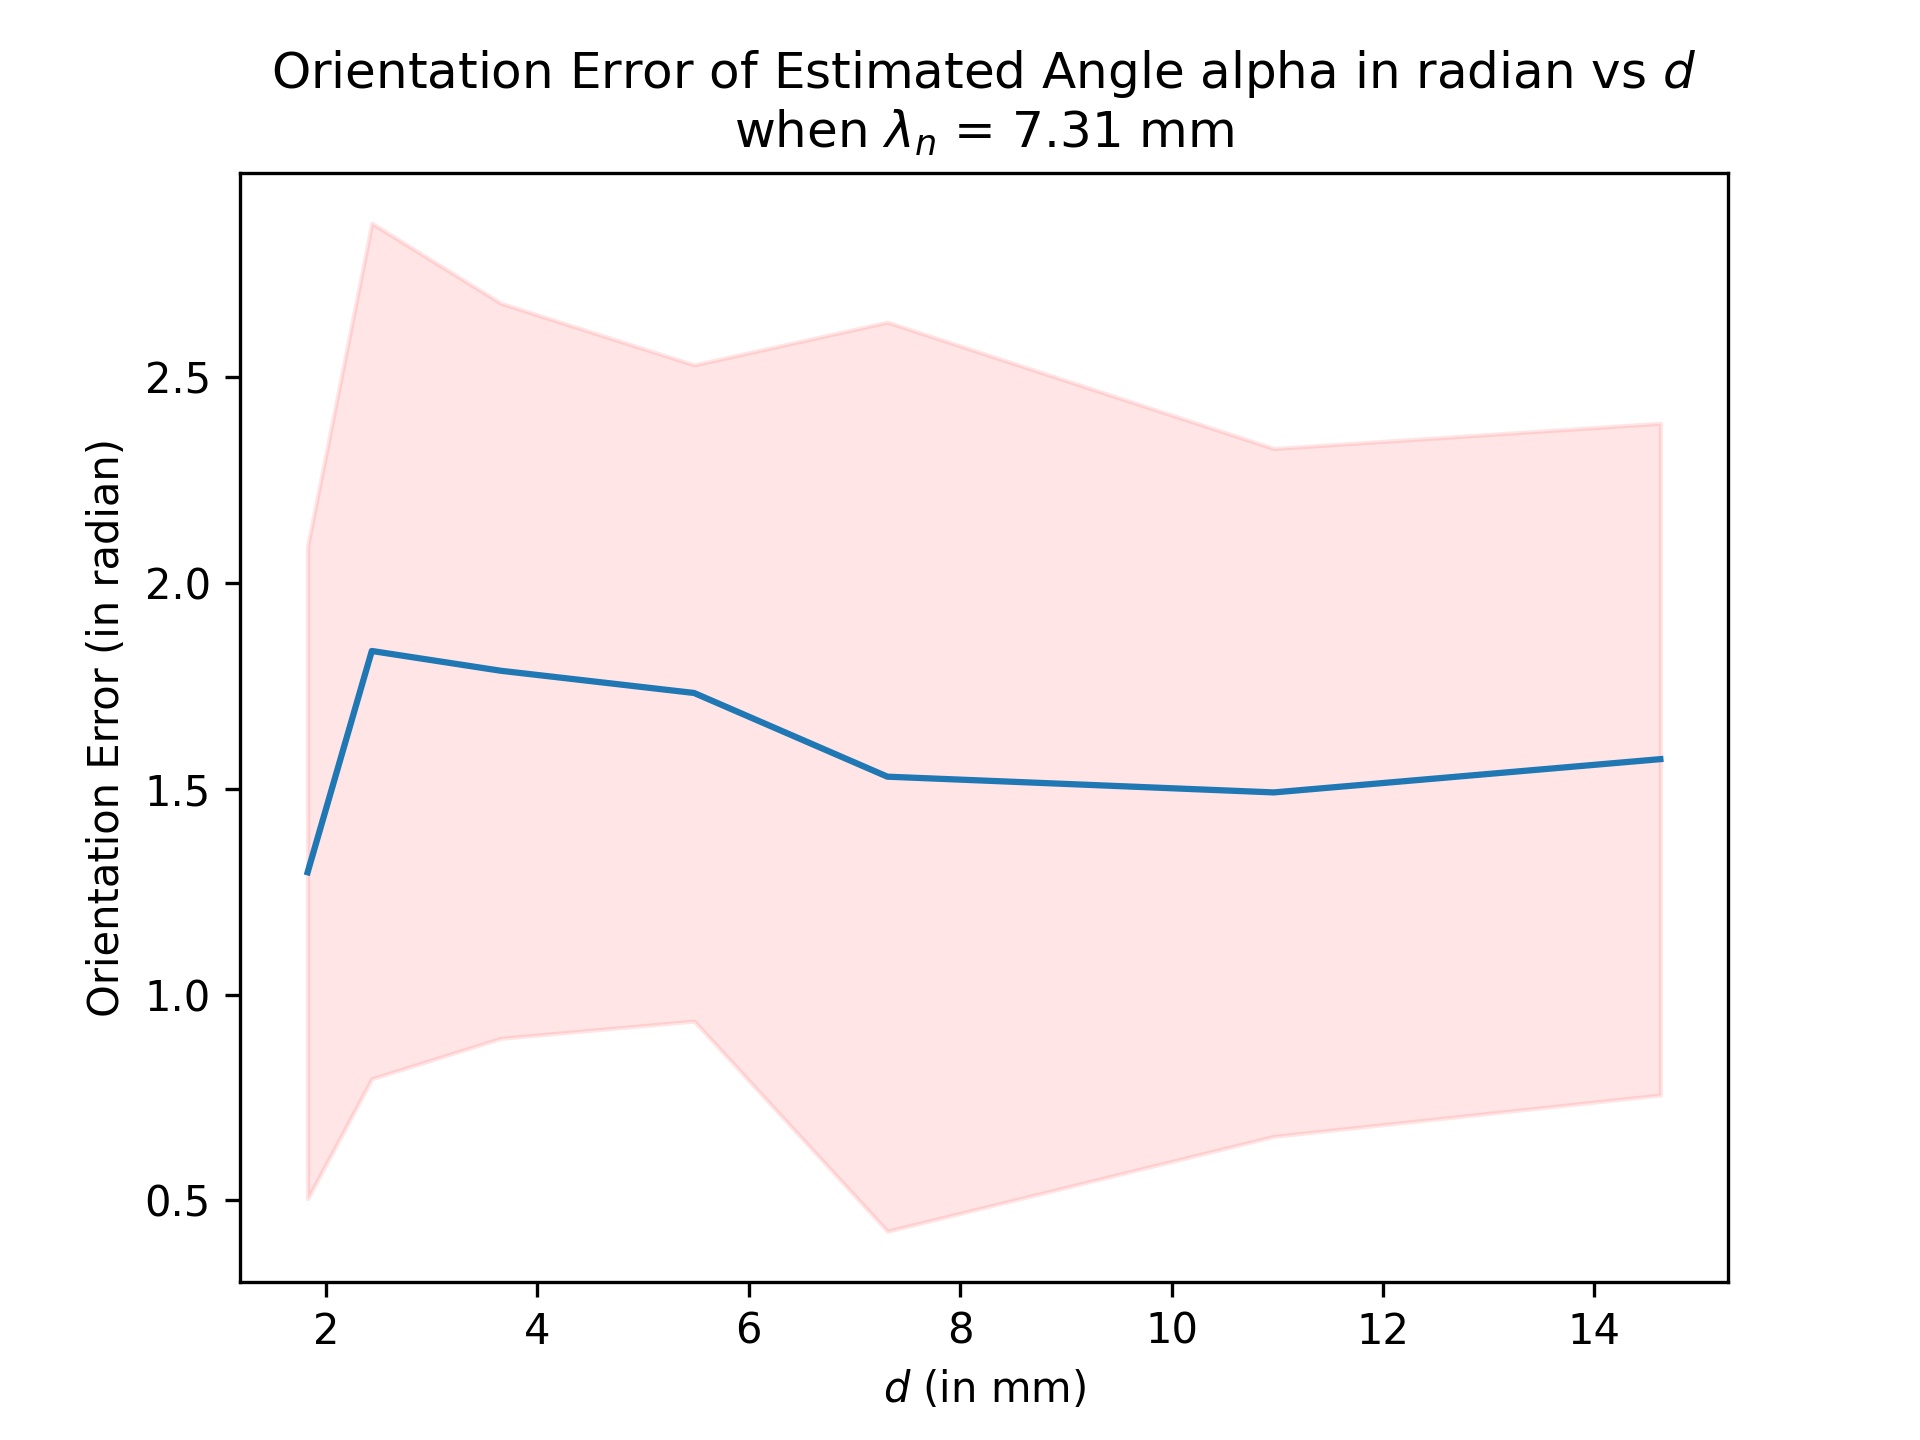 Orientation Error of Estimated Angle alpha in radian vs d
when λₙ = 7.31 mm
Orientation Error (in radian)
2.5
2.0
1.5
1.0
0.5
2 4 6 8 10 12 14
d (in mm)